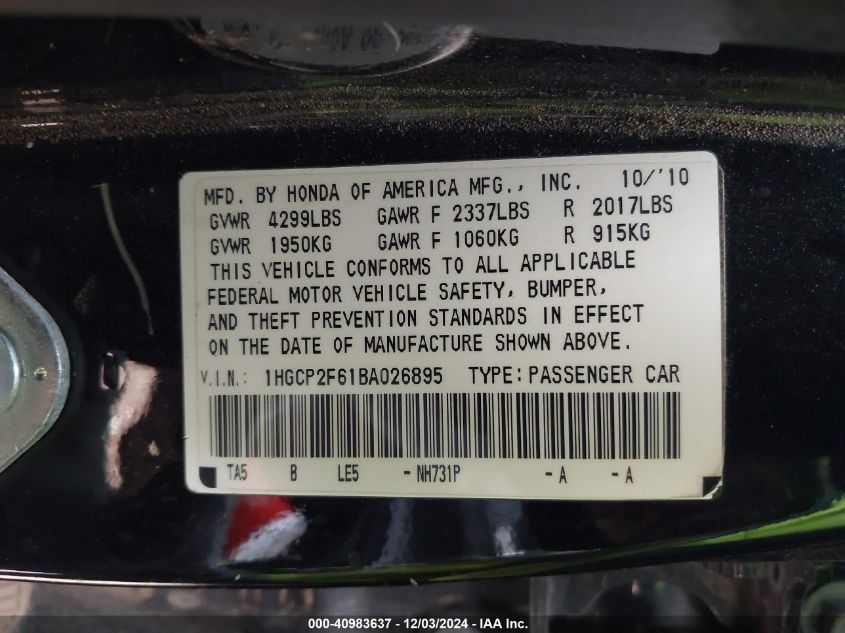 MFD. BY HONDA OF AMERICA MFG., INC. 10/'10
GVWR 4299LBS GAWR F 2337LBS R 2017LBS
GVWR 1950KG GAWR F 1060KG R 915KG
THIS VEHICLE CONFORMS TO ALL APPLICABLE
FEDERAL MOTOR VEHICLE SAFETY, BUMPER,
AND THEFT PREVENTION STANDARDS IN EFFECT
ON THE DATE OF MANUFACTURE SHOWN ABOVE.
V.I.N.: 1HGCP2F61BA026895 TYPE:PASSENGER CAR
TA5 B LE5 -NH731P -A -A
000-40983637 - 12/03/2024 - IAA Inc.